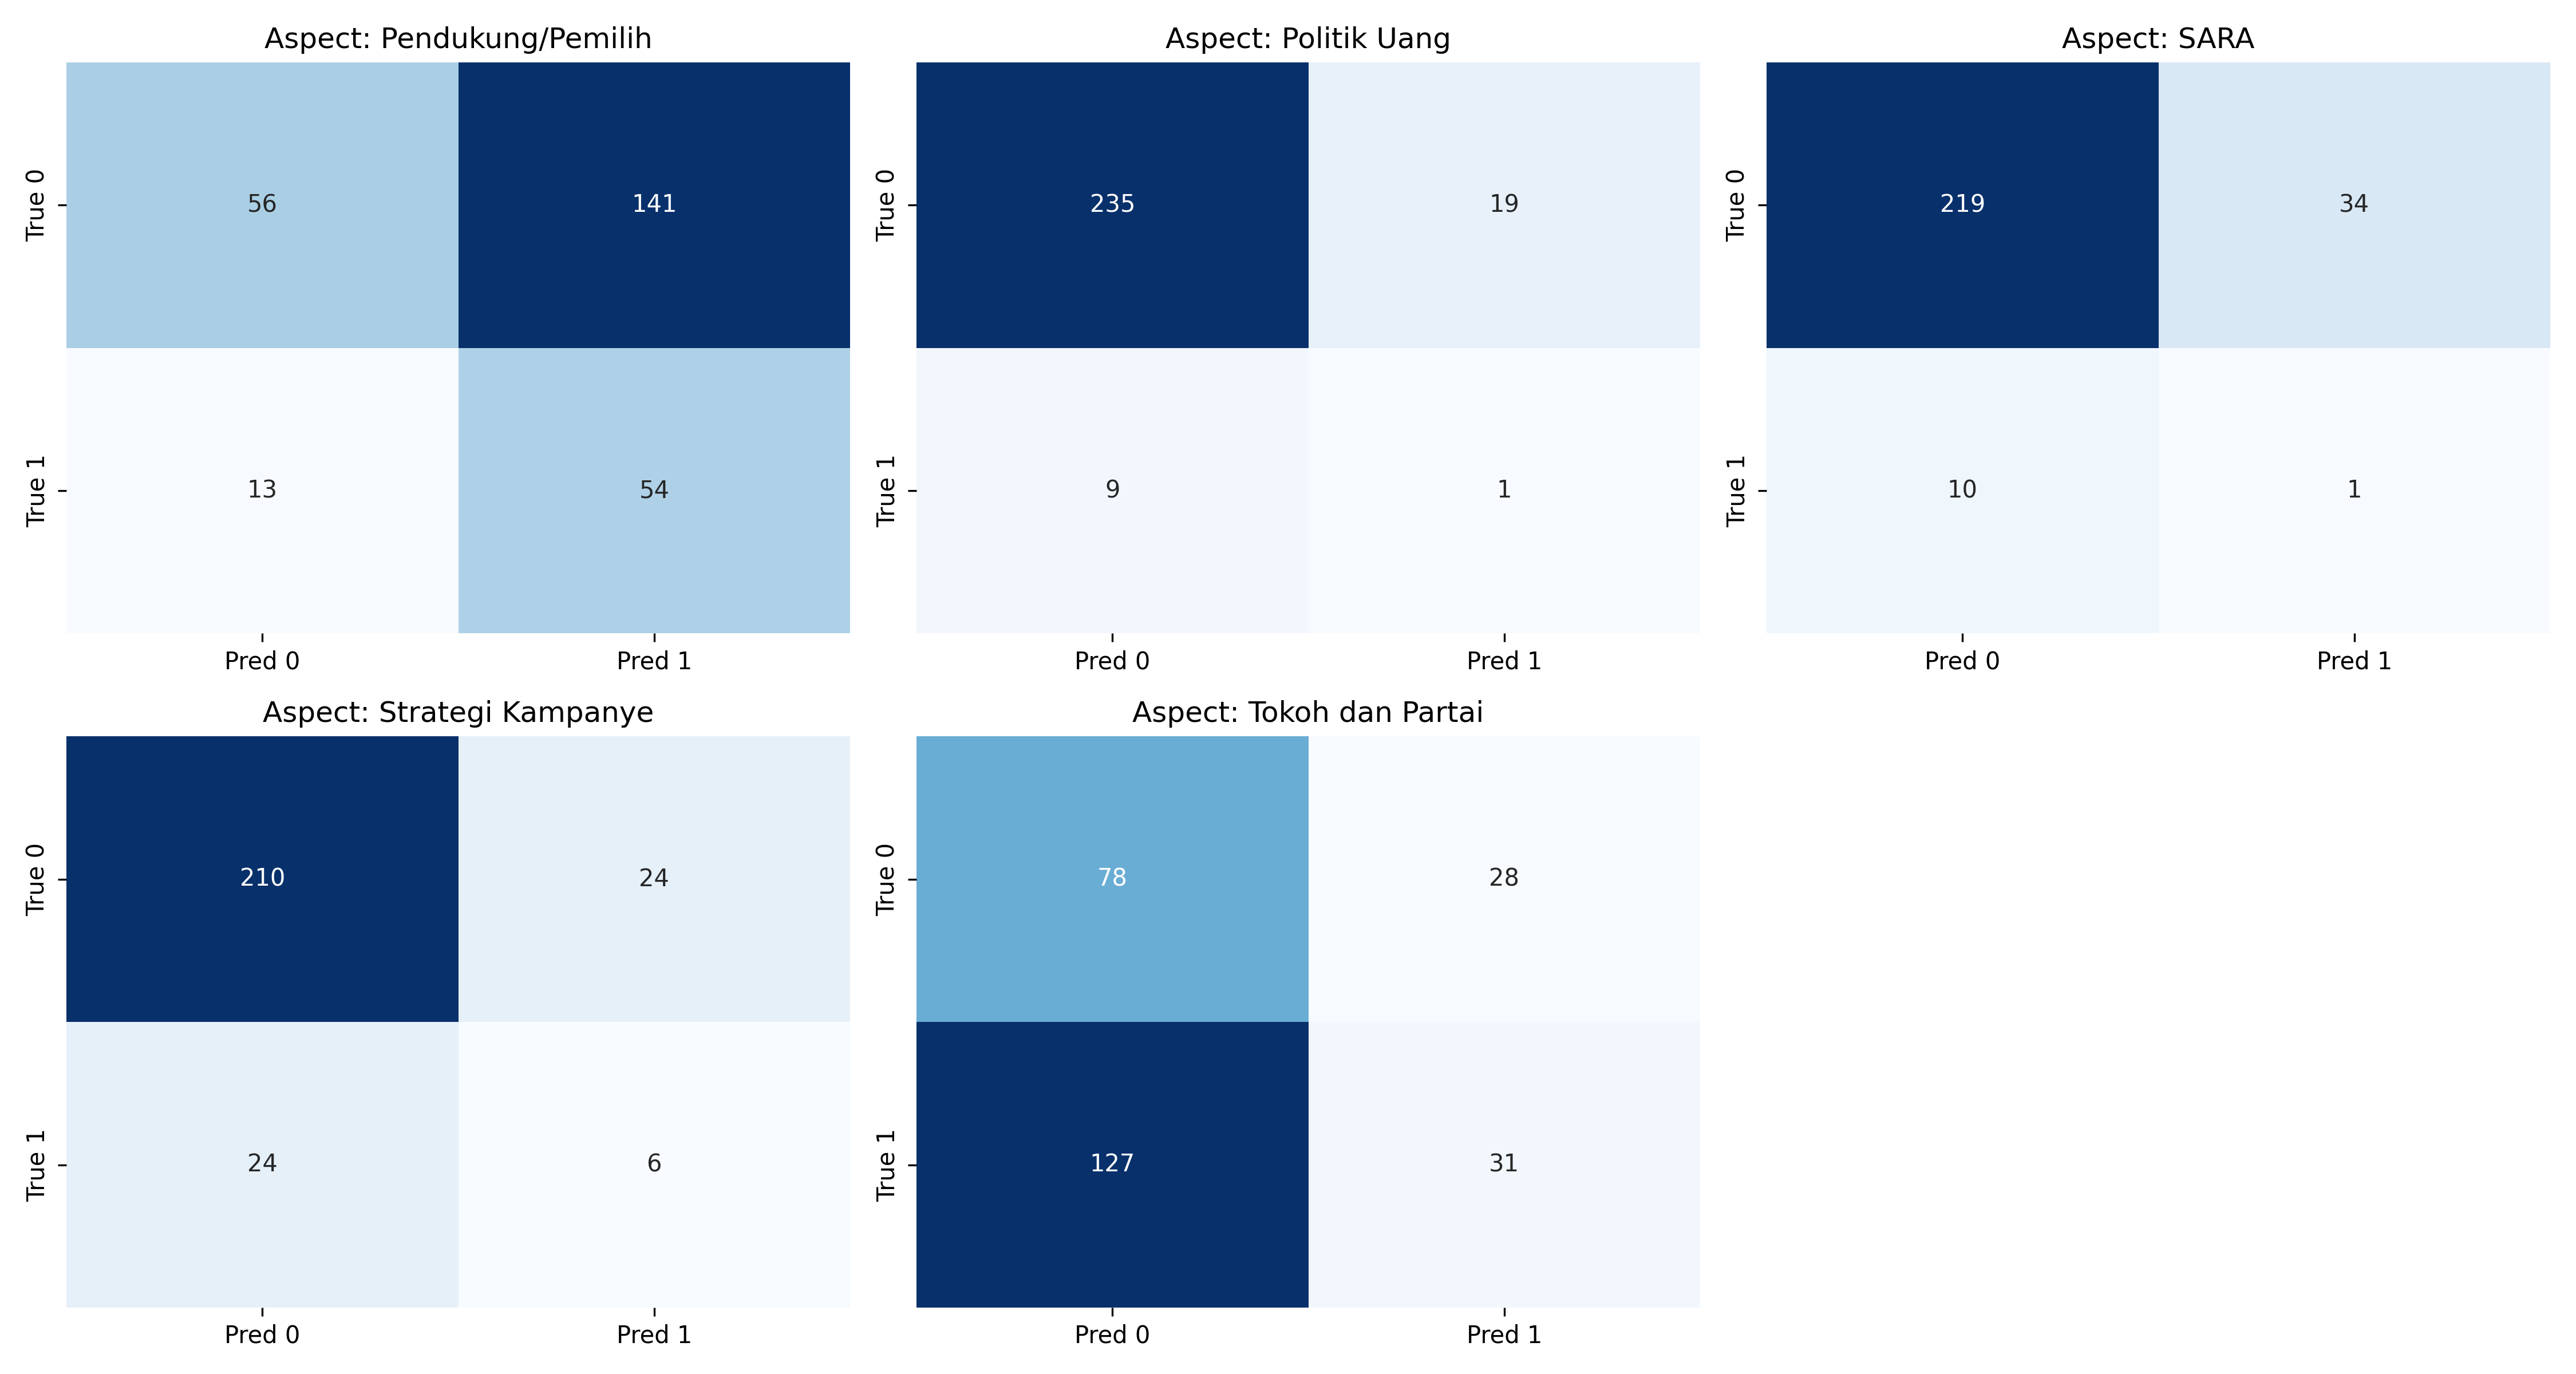 Aspect: Pendukung/Pemilih
True 0
56
141
True 1
13
54
Pred 0
Pred 1
Aspect: Politik Uang
True 0
235
19
True 1
9
1
Pred 0
Pred 1
Aspect: SARA
True 0
219
34
True 1
10
1
Pred 0
Pred 1
Aspect: Strategi Kampanye
True 0
210
24
True 1
24
6
Pred 0
Pred 1
Aspect: Tokoh dan Partai
True 0
78
28
True 1
127
31
Pred 0
Pred 1